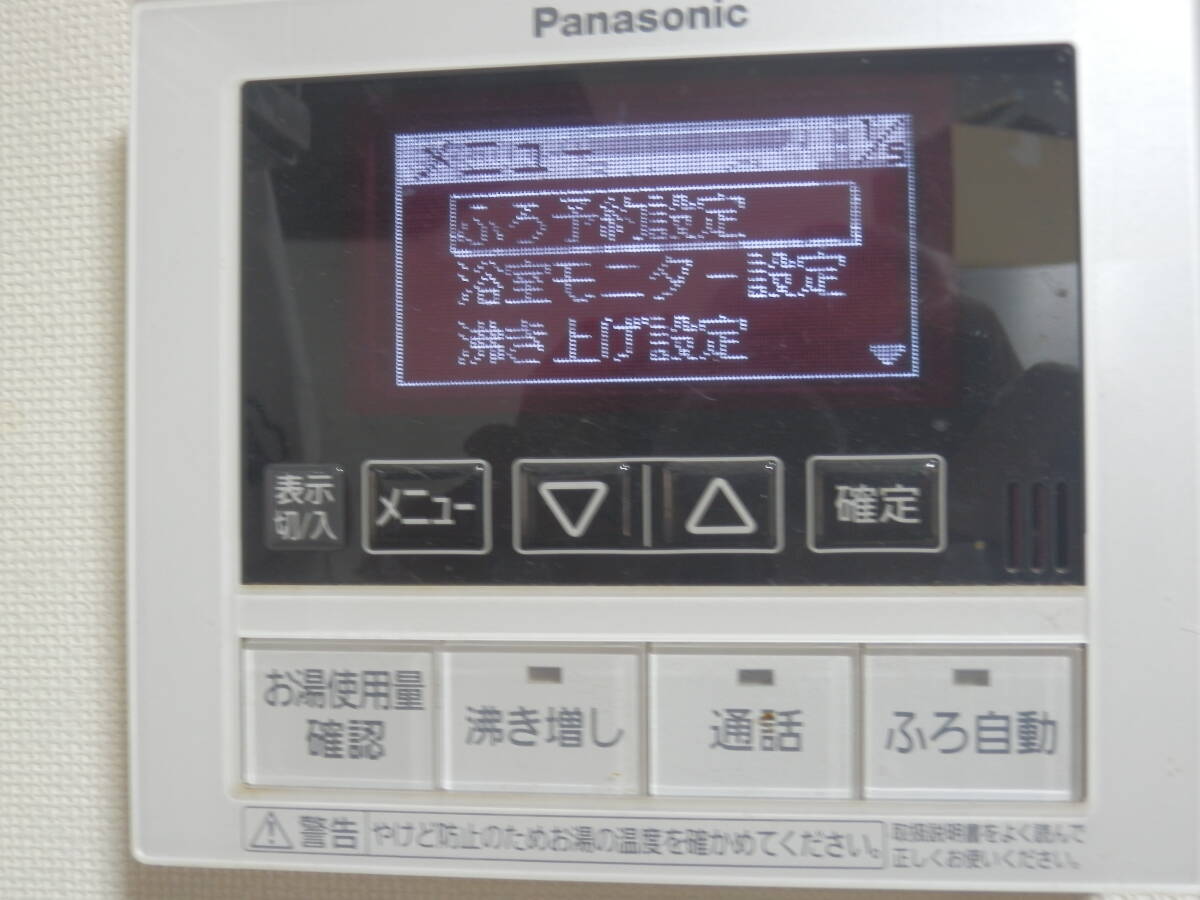 Panasonic
メニュー 1/5
ふろ予約設定
浴室モニター設定
沸き上げ設定
表示
切/入
メニュー
確定
お湯使用量
確認
沸き増し
通話
ふろ自動
警告 やけど防止のためお湯の温度を確かめてください。
取扱説明書をよく読んで
正しくお使いください。